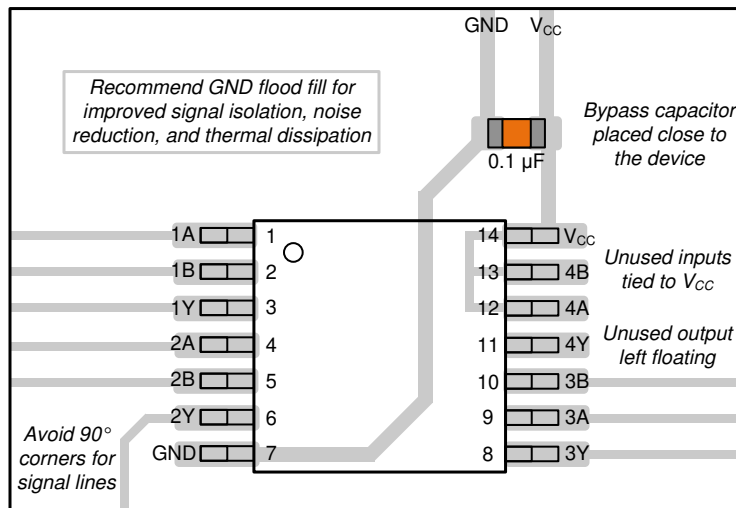 GND VCC
Recommend GND flood fill for
improved signal isolation, noise
reduction, and thermal dissipation
Bypass capacitor
placed close to
the device
0.1 µF
1A 1 14 VCC
1B 2 13 4B
1Y 3 12 4A
2A 4 11 4Y
2B 5 10 3B
2Y 6 9 3A
GND 7 8 3Y
Unused inputs
tied to VCC
Unused output
left floating
Avoid 90°
corners for
signal lines